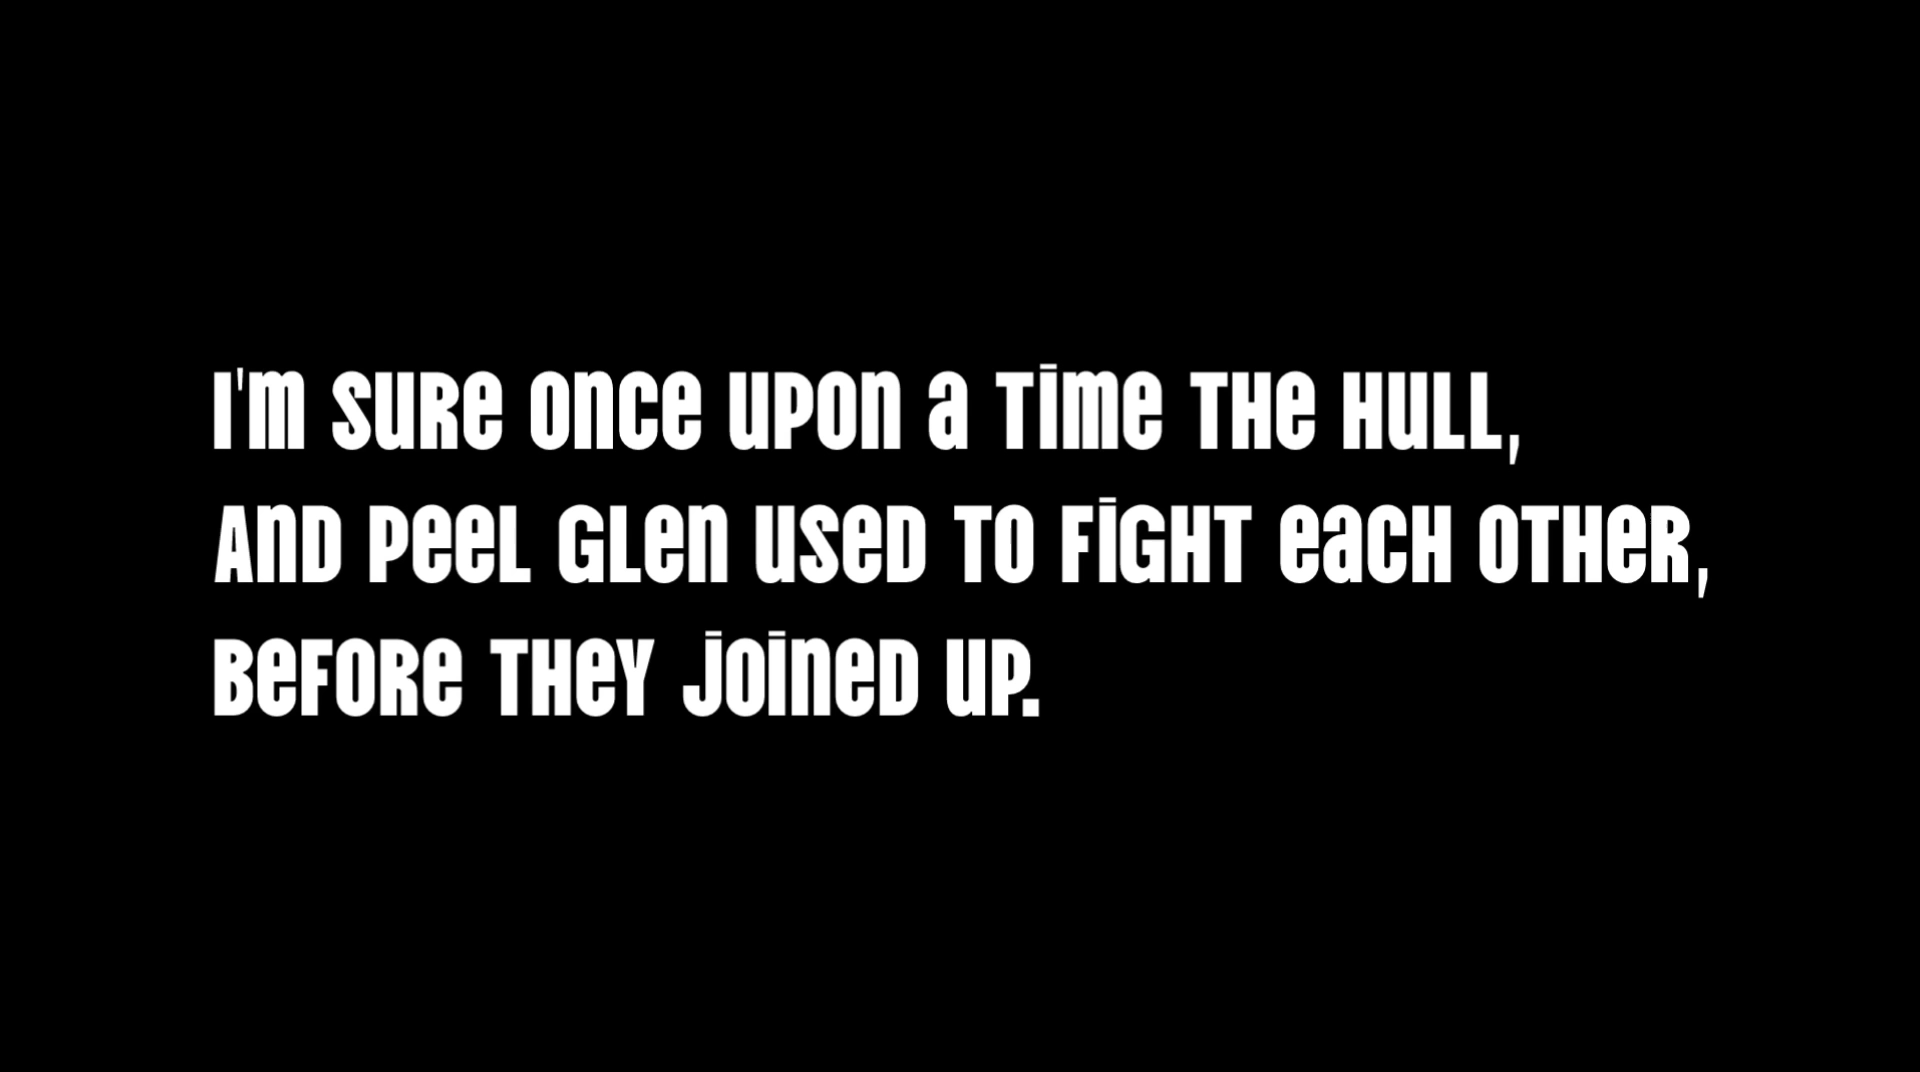 I'm sure once upon a time the Hull,
and Peel Glen used to fight each other,
before they joined up.